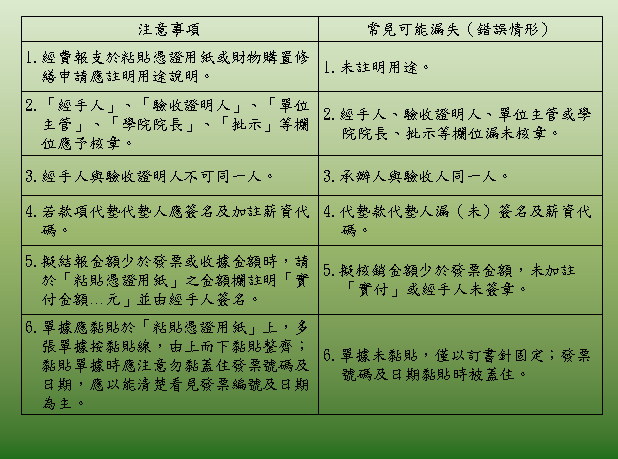 注意事項
常見可能漏失（錯誤情形）
1. 經費報支於粘貼憑證用紙或財物購置修
繕申請應註明用途說明。
1. 未註明用途。
2. 「經手人」、「驗收證明人」、「單位
主管」、「學院院長」、「批示」等欄
位應予核章。
2. 經手人、驗收證明人、單位主管或學
院院長、批示等欄位漏未核章。
3. 經手人與驗收證明人不可同一人。
3. 承辦人與驗收人同一人。
4. 若款項代墊代墊人應簽名及加註薪資代
碼。
4. 代墊款代墊人漏（未）簽名及薪資代
碼。
5. 擬結報金額少於發票或收據金額時，請
於「粘貼憑證用紙」之金額欄註明「實
付金額…元」並由經手人簽名。
5. 擬核銷金額少於發票金額，未加註
「實付」或經手人未簽章。
6. 單據應黏貼於「粘貼憑證用紙」上，多
張單據按黏貼線，由上而下黏貼整齊；
黏貼單據時應注意勿黏蓋住發票號碼及
日期，應以能清楚看見發票編號及日期
為主。
6. 單據未黏貼，僅以訂書針固定；發票
號碼及日期黏貼時被蓋住。